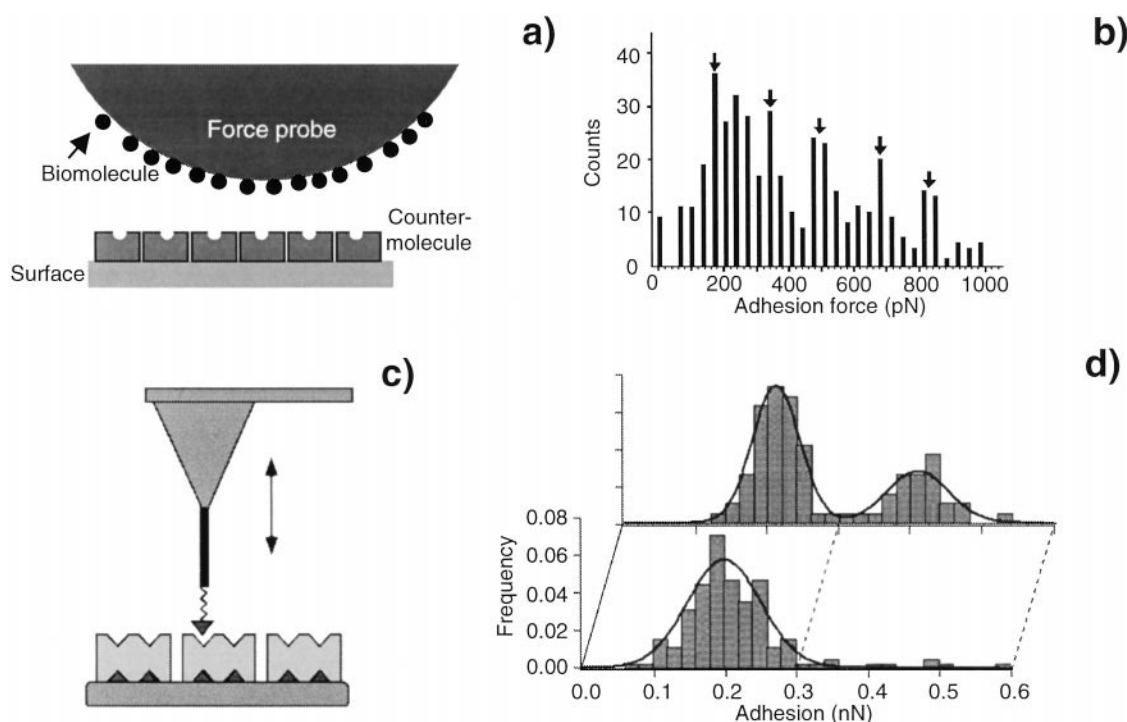 a)
Force probe
Biomolecule
Counter-
molecule
Surface
b)
40
30
20
10
0
Counts
0 200 400 600 800 1000
Adhesion force (pN)
c)
d)
0.08
0.06
0.04
0.02
0.00
Frequency
0.0 0.1 0.2 0.3 0.4 0.5 0.6
Adhesion (nN)